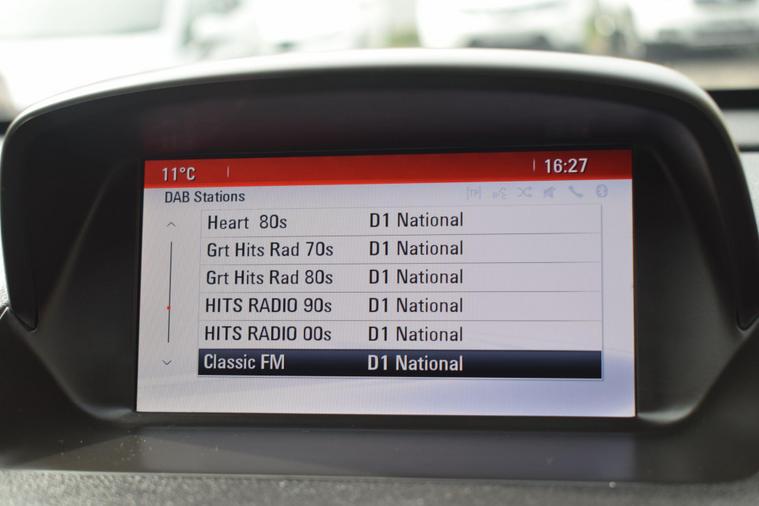 11°C 16:27
DAB Stations [TP]
Heart 80s D1 National
Grt Hits Rad 70s D1 National
Grt Hits Rad 80s D1 National
HITS RADIO 90s D1 National
HITS RADIO 00s D1 National
Classic FM D1 National